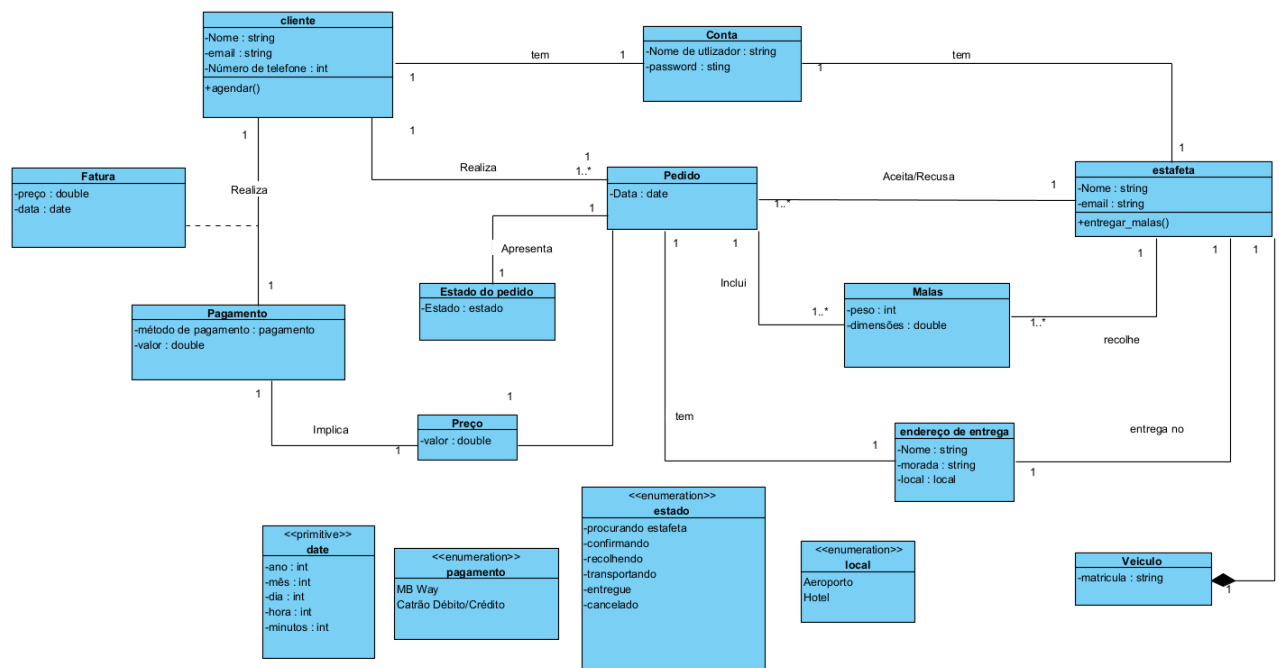 cliente
-Nome : string
-email : string
-Número de telefone : int
+agendar()
tem
1
1
Conta
-Nome de utlizador : string
-password : sting
1
tem
1
1
1
Realiza
1
1..*
Fatura
-preço : double
-data : date
Realiza
1
Pedido
-Data : date
Aceita/Recusa
1..*
1
estafeta
-Nome : string
-email : string
+entregar_malas()
1
Apresenta
1
Estado do pedido
-Estado : estado
1
1
Inclui
1..*
Malas
-peso : int
-dimensões : double
1..*
recolhe
1
1
1
Pagamento
-método de pagamento : pagamento
-valor : double
1
Implica
1
Preço
-valor : double
1
tem
1
endereço de entrega
-Nome : string
-morada : string
-local : local
1
entrega no
<<primitive>>
date
-ano : int
-mês : int
-dia : int
-hora : int
-minutos : int
<<enumeration>>
pagamento
MB Way
Catrão Débito/Crédito
<<enumeration>>
estado
-procurando estafeta
-confirmando
-recolhendo
-transportando
-entregue
-cancelado
<<enumeration>>
local
Aeroporto
Hotel
Veiculo
-matricula : string
1